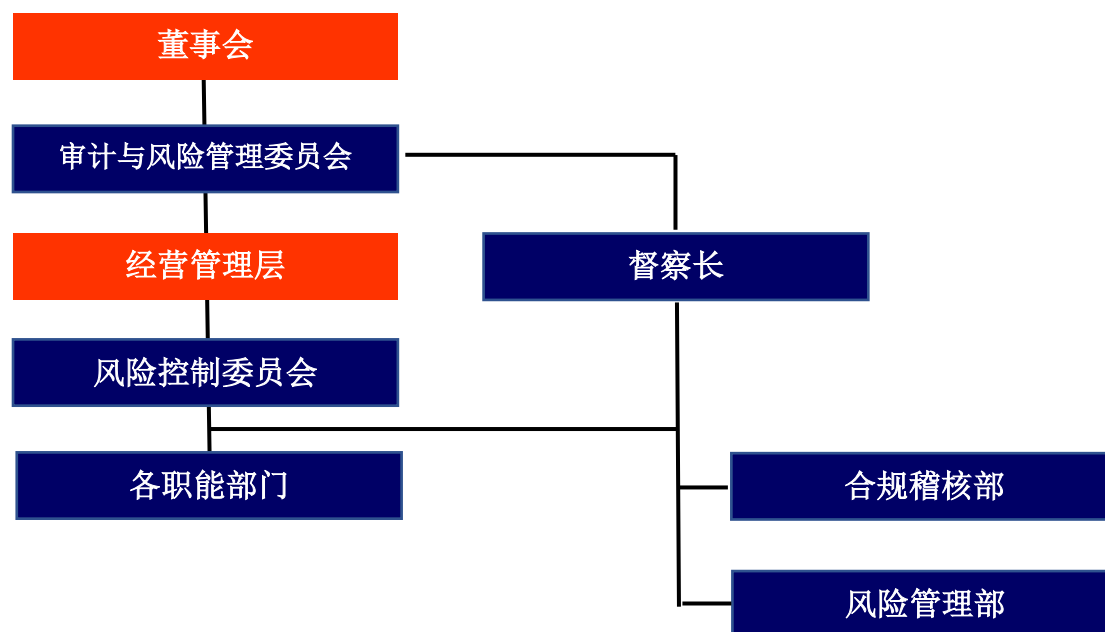 董事会
审计与风险管理委员会
经营管理层
督察长
风险控制委员会
各职能部门
合规稽核部
风险管理部